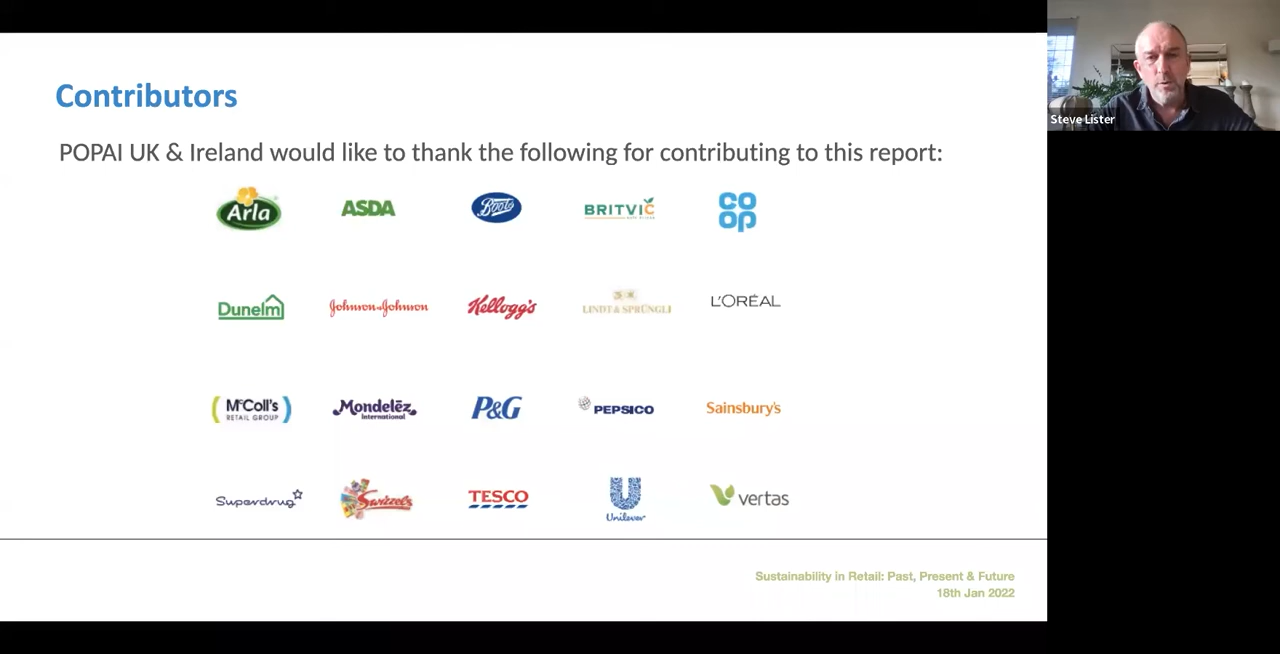 Contributors
Steve Lister
POPAI UK & Ireland would like to thank the following for contributing to this report:
Arla
ASDA
Boots
BRITVIC
CO
OP
Dunelm
Johnson & Johnson
Kellogg's
LINDT & SPRÜNGLI
L'ORÉAL
McColl's
RETAIL GROUP
Mondelēz
International
P&G
PEPSICO
Sainsbury's
Superdrug
Swizzels
TESCO
Unilever
vertas
Sustainability in Retail: Past, Present & Future
18th Jan 2022